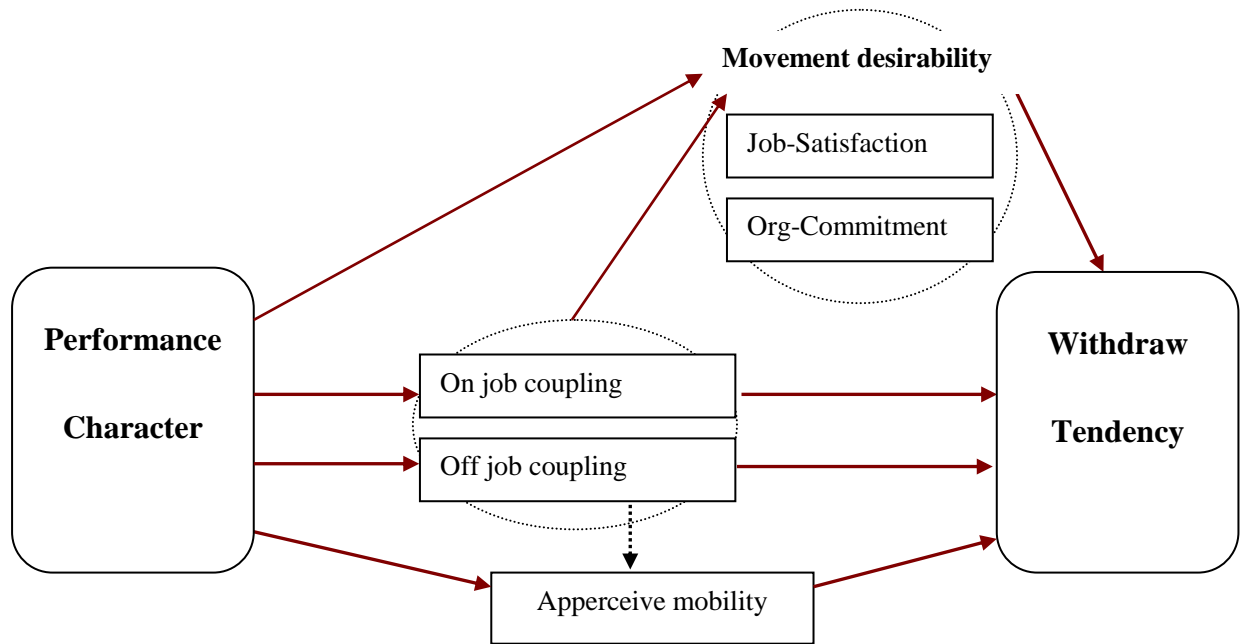 Movement desirability
Job-Satisfaction
Org-Commitment
Performance
Character
On job coupling
Off job coupling
Withdraw
Tendency
Apperceive mobility